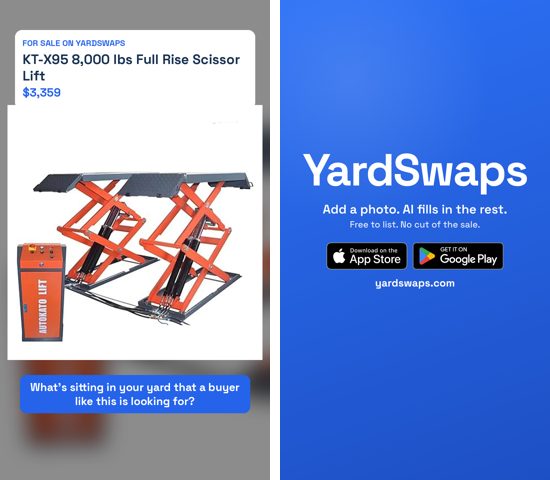 FOR SALE ON YARDSWAPS
KT-X95 8,000 lbs Full Rise Scissor
Lift
$3,359
AUTOKATO LIFT
What's sitting in your yard that a buyer
like this is looking for?
YardSwaps
Add a photo. AI fills in the rest.
Free to list. No cut of the sale.
Download on the
App Store
GET IT ON
Google Play
yardswaps.com